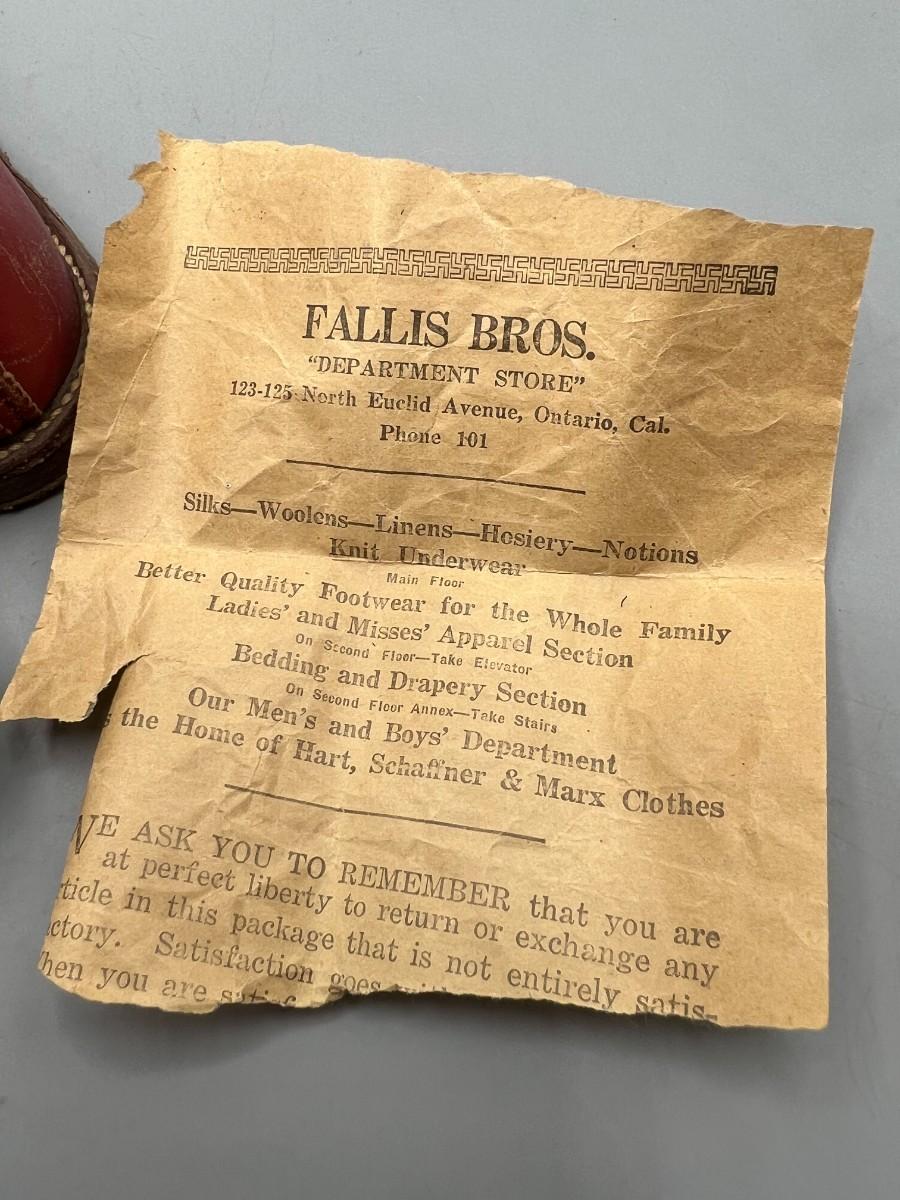 FALLIS BROS.
"DEPARTMENT STORE"
123-125 North Euclid Avenue, Ontario, Cal.
Phone 101
Silks—Woolens—Linens—Hosiery—Notions
Knit Underwear
Main Floor
Better Quality Footwear for the Whole Family
Ladies' and Misses' Apparel Section
On Second Floor—Take Elevator
Bedding and Drapery Section
On Second Floor Annex—Take Stairs
Our Men's and Boys' Department
the Home of Hart, Schaffner & Marx Clothes
WE ASK YOU TO REMEMBER that you are
at perfect liberty to return or exchange any
ticle in this package that is not entirely satis-
ctory. Satisfaction goes
hen you are